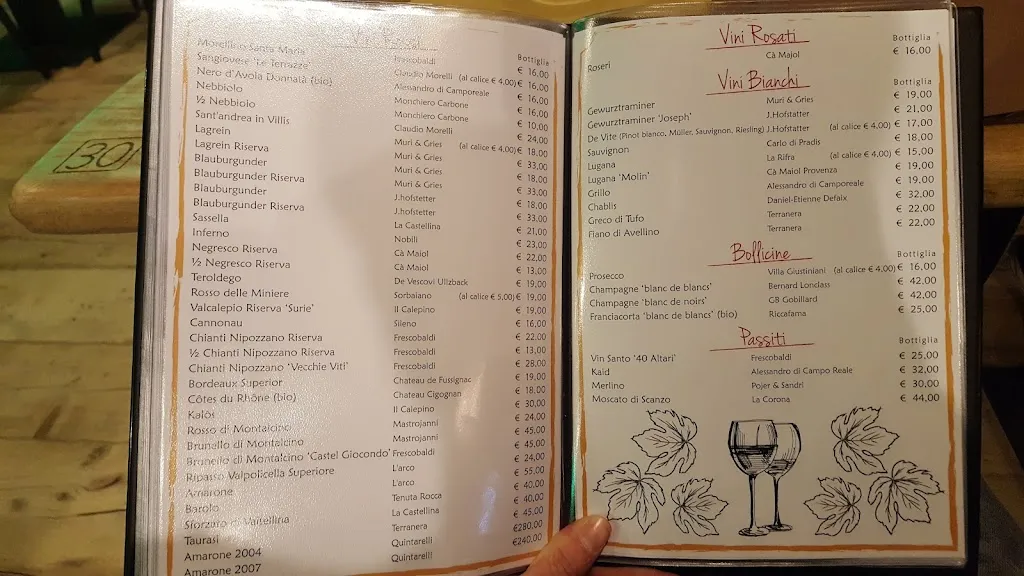 Vini Rossi
Bottiglia
Morellino Santa Maria Frescobaldi € 16,00
Sangiovese 'Le Terrazze' Claudio Morelli (al calice € 4,00) € 16,00
Nero d'Avola Donnatà (bio) Alessandro di Camporeale € 16,00
Nebbiolo Monchiero Carbone € 16,00
½ Nebbiolo Monchiero Carbone € 10,00
Sant'andrea in Villis Claudio Morelli € 24,00
Lagrein Muri & Gries (al calice € 4,00) € 18,00
Lagrein Riserva Muri & Gries € 33,00
Blauburgunder Muri & Gries € 18,00
Blauburgunder Riserva Muri & Gries € 33,00
Blauburgunder J.hofstetter € 18,00
Blauburgunder Riserva J.hofstetter € 33,00
Sassella La Castellina € 21,00
Inferno Nobili € 23,00
Negresco Riserva Cà Maiol € 22,00
½ Negresco Riserva Cà Maiol € 13,00
Teroldego De Vescovi Ullzback € 19,00
Rosso delle Miniere Sorbaiano (al calice € 5,00) € 19,00
Valcalepio Riserva 'Surie' Il Calepino € 19,00
Cannonau Sileno € 16,00
Chianti Nipozzano Riserva Frescobaldi € 22,00
½ Chianti Nipozzano Riserva Frescobaldi € 13,00
Chianti Nipozzano 'Vecchie Viti' Frescobaldi € 28,00
Bordeaux Superior Chateau de Fussignac € 19,00
Côtes du Rhône (bio) Chateau Cigognan € 18,00
Kalòs Il Calepino € 30,00
Rosso di Montalcino Mastrojanni € 24,00
Brunello di Montalcino Mastrojanni € 45,00
Brunello di Montalcino 'Castel Giocondo' Frescobaldi € 45,00
Ripasso Valpolicella Superiore L'arco € 24,00
Amarone L'arco € 55,00
Barolo Tenuta Rocca € 40,00
Sforzato di Valtellina La Castellina € 40,00
Taurasi Terranera € 45,00
Amarone 2004 Quintarelli €280,00
Amarone 2007 Quintarelli €240,00
Vini Rosati
Bottiglia
Roseri Cà Maiol € 16,00
Vini Bianchi
Bottiglia
Gewurztraminer Muri & Gries € 19,00
Gewurztraminer 'Joseph' J.Hofstatter € 21,00
De Vite (Pinot bianco, Müller, Sauvignon, Riesling) J.Hofstatter (al calice € 4,00) € 17,00
Sauvignon Carlo di Pradis € 18,00
Lugana La Rifra (al calice € 4,00) € 15,00
Lugana 'Molin' Cà Maiol Provenza € 19,00
Grillo Alessandro di Camporeale € 19,00
Chablis Daniel-Etienne Defaix € 32,00
Greco di Tufo Terranera € 22,00
Fiano di Avellino Terranera € 22,00
Bollicine
Bottiglia
Prosecco Villa Giustiniani (al calice € 4,00) € 16,00
Champagne 'blanc de blancs' Bernard Lonclass € 42,00
Champagne 'blanc de noirs' GB Gobillard € 42,00
Franciacorta 'blanc de blancs' (bio) Riccafama € 25,00
Passiti
Bottiglia
Vin Santo '40 Altari' Frescobaldi € 25,00
Kaid Alessandro di Campo Reale € 32,00
Merlino Pojer & Sandri € 30,00
Moscato di Scanzo La Corona € 44,00
30